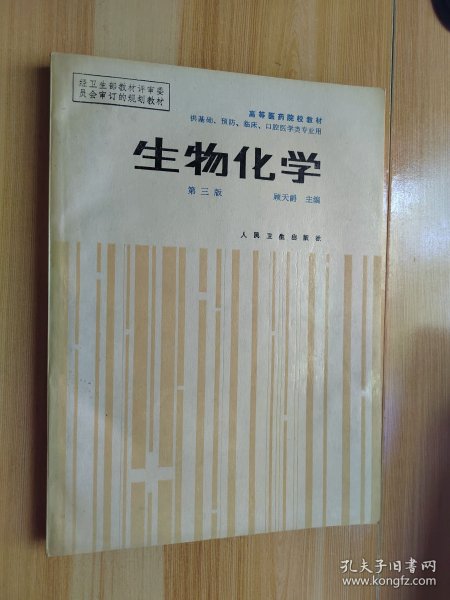 经卫生部教材评审委
员会审订的规划教材
高等医药院校教材
供基础、预防、临床、口腔医学类专业用
生物化学
第三版 顾天爵 主编
人民卫生出版社
孔夫子旧书网
www.kongfz.com